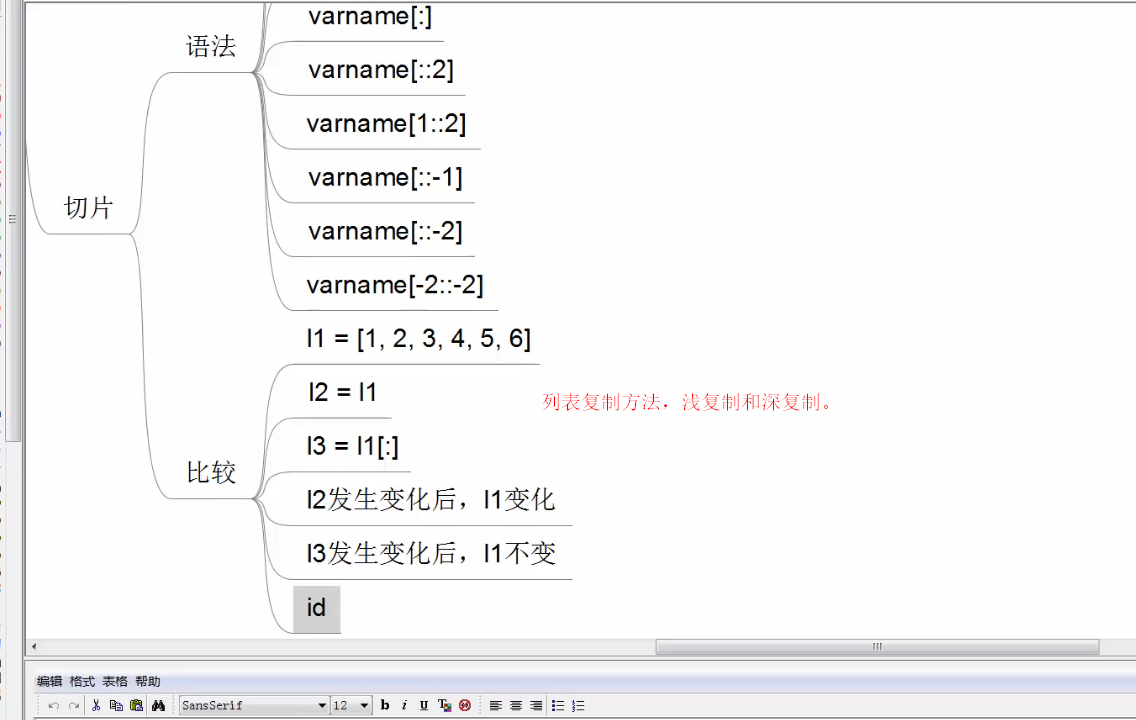 varname[:]
语法
varname[::2]
varname[1::2]
varname[::-1]
切片
varname[::-2]
varname[-2::-2]
l1 = [1, 2, 3, 4, 5, 6]
l2 = l1
列表复制方法，浅复制和深复制。
l3 = l1[:]
比较
l2发生变化后，l1变化
l3发生变化后，l1不变
id
编辑 格式 表格 帮助
SansSerif 12 b i U